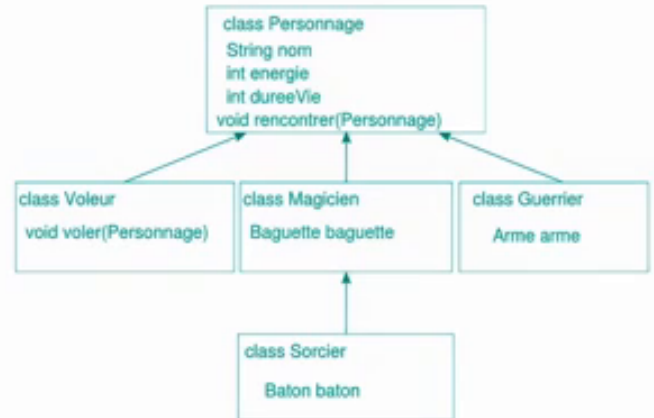 class Personnage
String nom
int energie
int dureeVie
void rencontrer(Personnage)
class Voleur
void voler(Personnage)
class Magicien
Baguette baguette
class Guerrier
Arme arme
class Sorcier
Baton baton